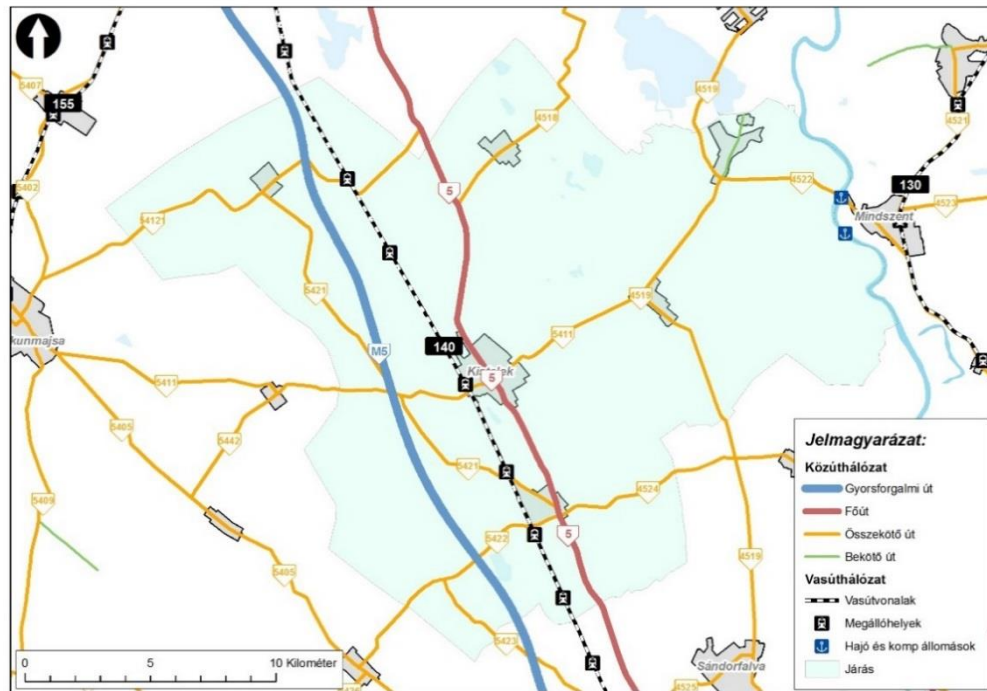 5407
155
5402
54121
kunmajsa
5411
5405
5442
5409
5405
5421
M5
140
Kistelek
5
5
5
5421
5422
5423
4524
4518
4519
4519
4519
5411
4522
4521
130
4523
Mindszent
Sándorfalva
4525
0 5 10 Kilométer
Jelmagyarázat:
Közúthálózat
Gyorsforgalmi út
Főút
Összekötő út
Bekötő út
Vasúthálózat
Vasútvonalak
Megállóhelyek
Hajó és komp állomások
Járás